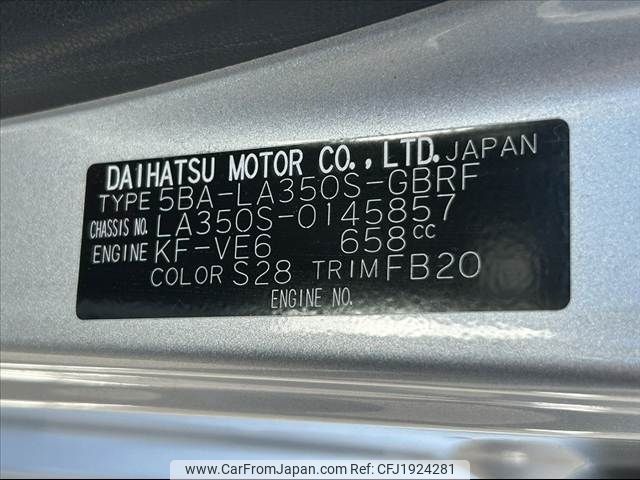 DAIHATSU MOTOR CO., LTD. JAPAN
TYPE 5BA-LA350S-GBRF
CHASSIS NO. LA350S-0145857
ENGINE KF-VE6 658cc
COLOR S28 TRIM FB20
ENGINE NO.
www.CarFromJapan.com Ref: CFJ1924281